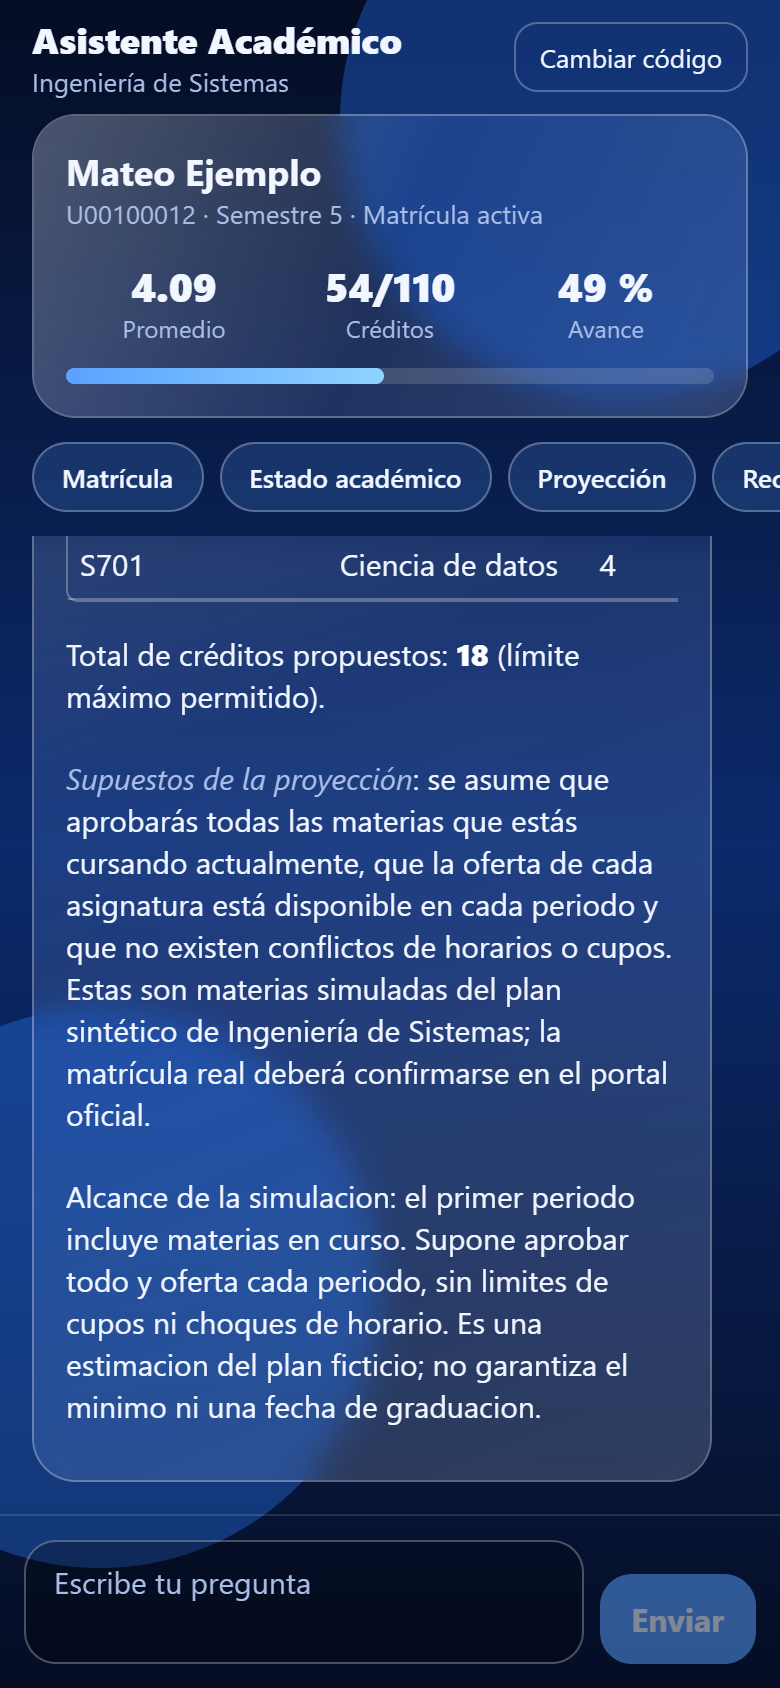 Asistente Académico
Ingeniería de Sistemas
Cambiar código
Mateo Ejemplo
U00100012 · Semestre 5 · Matrícula activa
4.09 54/110 49 %
Promedio Créditos Avance
Matrícula Estado académico Proyección Rec
S701 Ciencia de datos 4
Total de créditos propuestos: 18 (límite
máximo permitido).
Supuestos de la proyección: se asume que
aprobarás todas las materias que estás
cursando actualmente, que la oferta de cada
asignatura está disponible en cada periodo y
que no existen conflictos de horarios o cupos.
Estas son materias simuladas del plan
sintético de Ingeniería de Sistemas; la
matrícula real deberá confirmarse en el portal
oficial.
Alcance de la simulacion: el primer periodo
incluye materias en curso. Supone aprobar
todo y oferta cada periodo, sin limites de
cupos ni choques de horario. Es una
estimacion del plan ficticio; no garantiza el
minimo ni una fecha de graduacion.
Escribe tu pregunta
Enviar